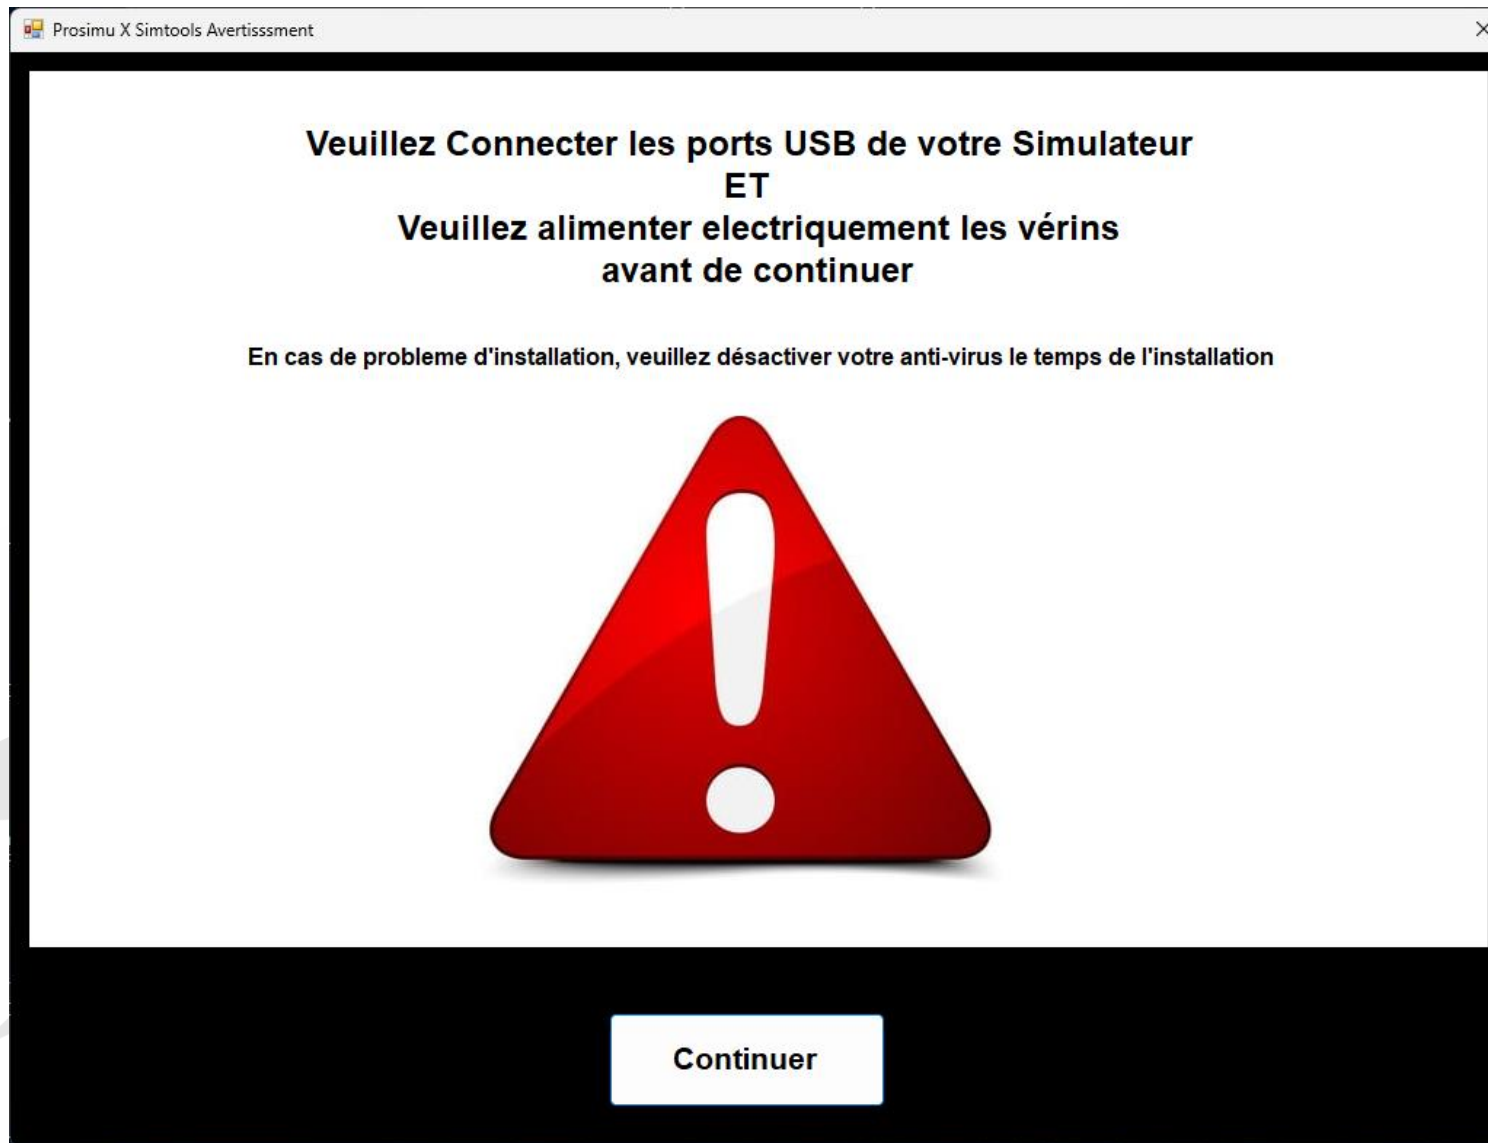 Prosimu X Simtools Avertisssment
Veuillez Connecter les ports USB de votre Simulateur
ET
Veuillez alimenter electriquement les vérins
avant de continuer
En cas de probleme d'installation, veuillez désactiver votre anti-virus le temps de l'installation
Continuer